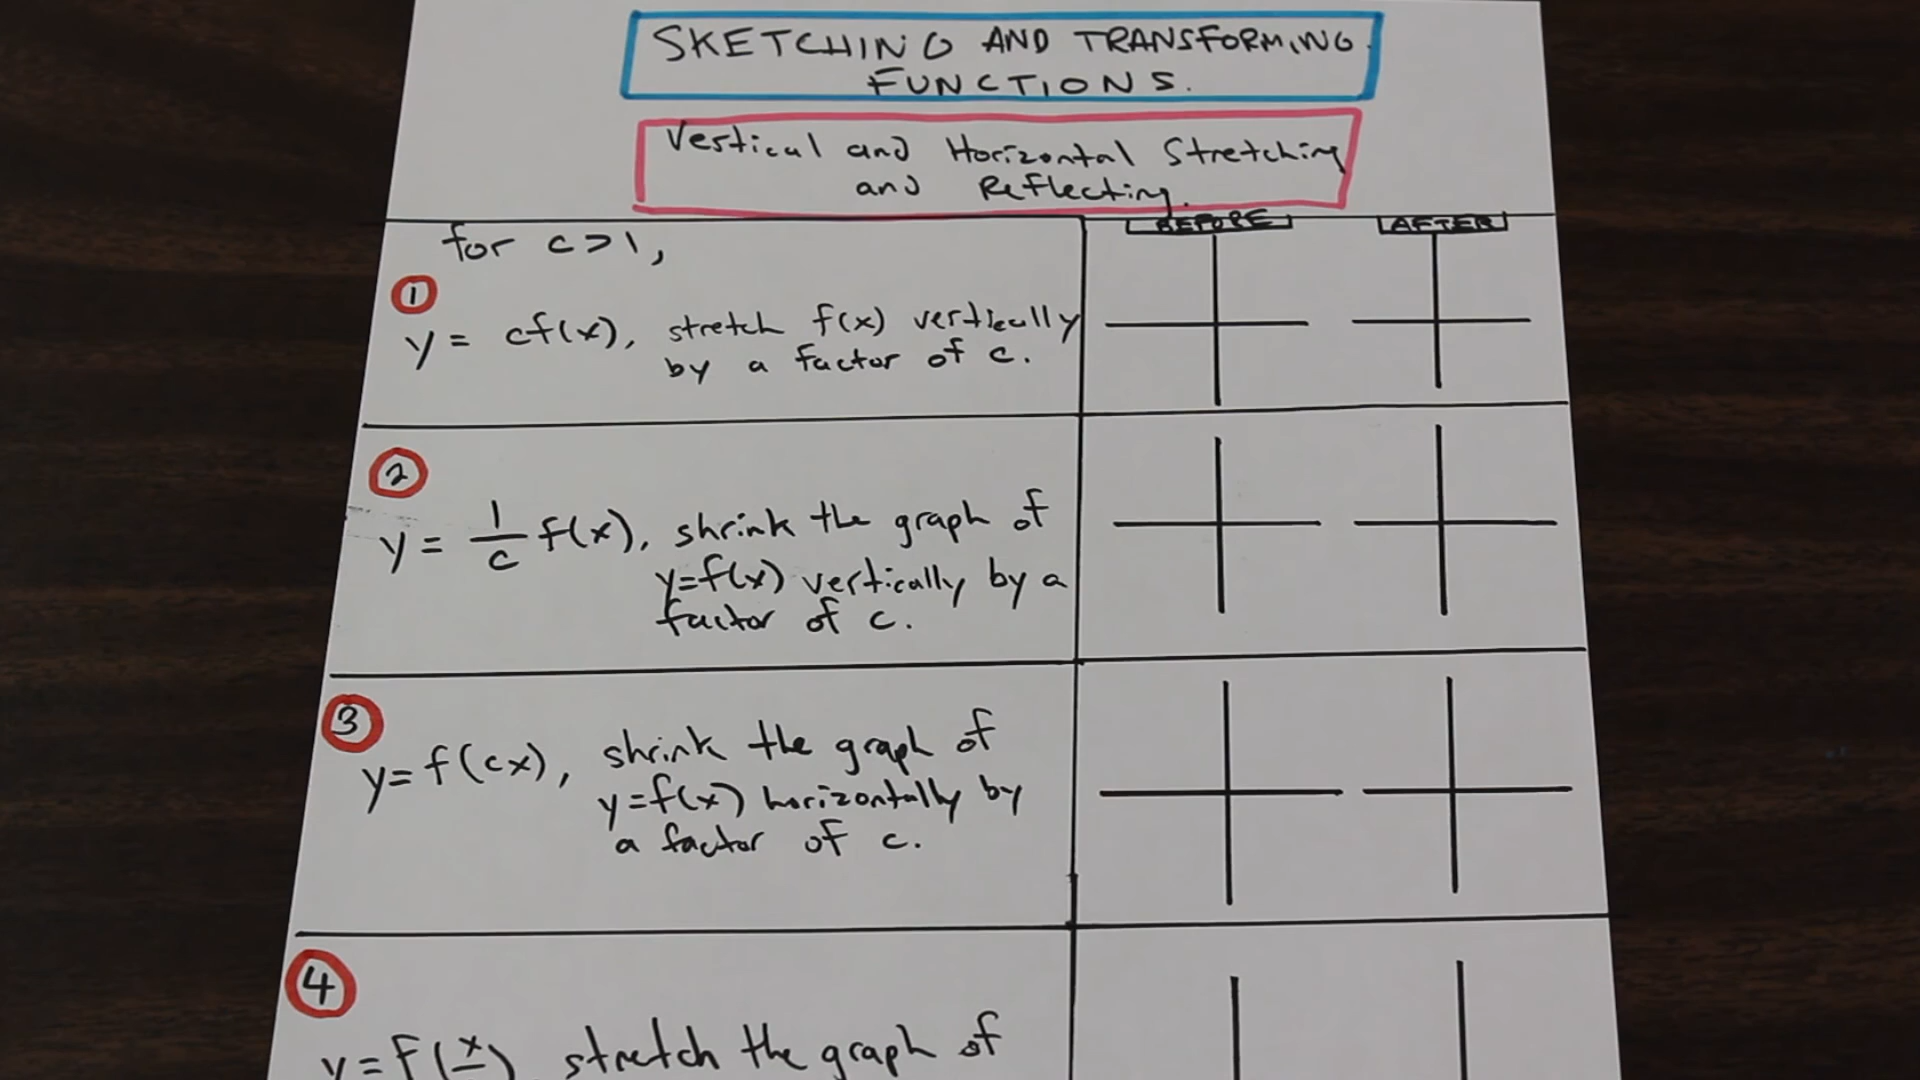 SKETCHING AND TRANSFORMING
FUNCTIONS.
Vertical and Horizontal Stretching
and Reflecting.
BEFORE AFTER
for c>1,
1
y = cf(x), stretch f(x) vertically
by a factor of c.
2
y = 1/c f(x), shrink the graph of
y=f(x) vertically by a
factor of c.
3
y=f(cx), shrink the graph of
y=f(x) horizontally by
a factor of c.
4
y=f(x stretch the graph of